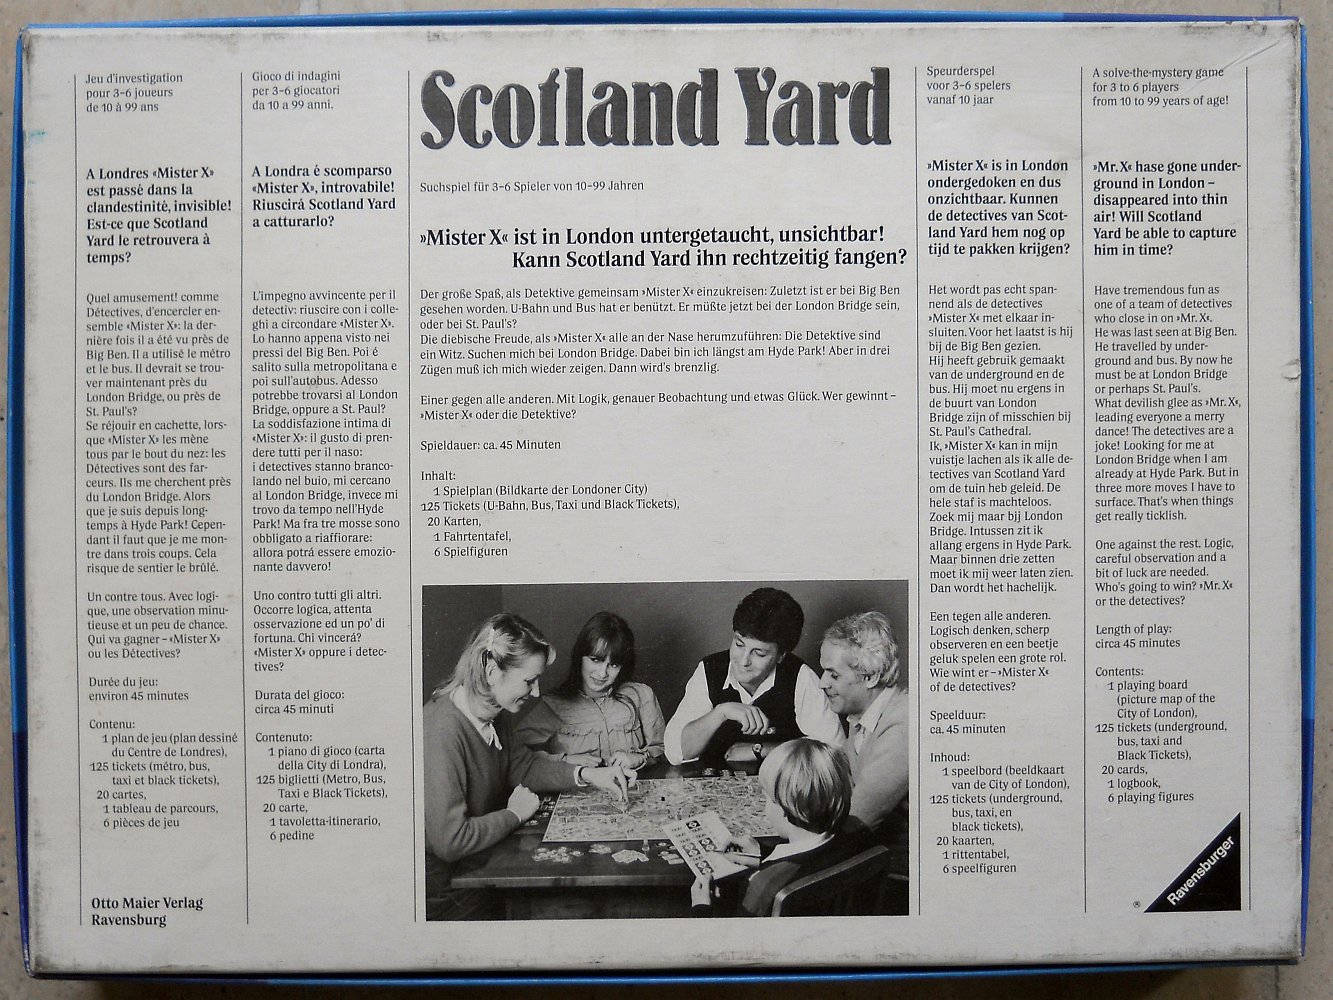 Jeu d'investigation
pour 3-6 joueurs
de 10 à 99 ans
A Londres «Mister X»
est passé dans la
clandestinité, invisible!
Est-ce que Scotland
Yard le retrouvera à
temps?
Quel amusement! comme
Détectives, d'encercler en-
semble «Mister X»: la der-
nière fois il a été vu près de
Big Ben. Il a utilisé le métro
et le bus. Il devrait se trou-
ver maintenant près du
London Bridge, ou près de
St. Paul's?
Se réjouir en cachette, lors-
que «Mister X» les mène
tous par le bout du nez: les
Détectives sont des far-
ceurs. Ils me cherchent près
du London Bridge. Alors
que je suis depuis long-
temps à Hyde Park! Cepen-
dant il faut que je me mon-
tre dans trois coups. Cela
risque de sentier le brûlé.
Un contre tous. Avec logi-
que, une observation minu-
tieuse et un peu de chance.
Qui va gagner – «Mister X»
ou les Détectives?
Durée du jeu:
environ 45 minutes
Contenu:
1 plan de jeu (plan dessiné
du Centre de Londres),
125 tickets (métro, bus,
taxi et black tickets),
20 cartes,
1 tableau de parcours,
6 pièces de jeu
Otto Maier Verlag
Ravensburg
Gioco di indagini
per 3-6 giocatori
da 10 a 99 anni.
A Londra é scomparso
«Mister X», introvabile!
Riuscirá Scotland Yard
a catturarlo?
L'impegno avvincente per il
detectiv: riuscire con i colle-
ghi a circondare «Mister X».
Lo hanno appena visto nei
pressi del Big Ben. Poi é
salito sulla metropolitana e
poi sull'autobus. Adesso
potrebbe trovarsi al London
Bridge, oppure a St. Paul?
La soddisfazione intima di
«Mister X»: il gusto di pren-
dere tutti per il naso:
i detectives stanno branco-
lando nel buio, mi cercano
al London Bridge, invece mi
trovo da tempo nell'Hyde
Park! Ma fra tre mosse sono
obbligato a riaffiorare:
allora potrá essere emozio-
nante davvero!
Uno contro tutti gli altri.
Occorre logica, attenta
osservazione ed un po' di
fortuna. Chi vincerá?
«Mister X» oppure i detec-
tives?
Durata del gioco:
circa 45 minuti
Contenuto:
1 piano di gioco (carta
della City di Londra),
125 biglietti (Metro, Bus,
Taxi e Black Tickets),
20 carte,
1 tavoletta-itinerario,
6 pedine
Scotland Yard
Suchspiel für 3-6 Spieler von 10-99 Jahren
»Mister X« ist in London untergetaucht, unsichtbar!
Kann Scotland Yard ihn rechtzeitig fangen?
Der große Spaß, als Detektive gemeinsam »Mister X« einzukreisen: Zuletzt ist er bei Big Ben
gesehen worden. U-Bahn und Bus hat er benützt. Er müßte jetzt bei der London Bridge sein,
oder bei St. Paul's?
Die diebische Freude, als »Mister X« alle an der Nase herumzuführen: Die Detektive sind
ein Witz. Suchen mich bei London Bridge. Dabei bin ich längst am Hyde Park! Aber in drei
Zügen muß ich mich wieder zeigen. Dann wird's brenzlig.
Einer gegen alle anderen. Mit Logik, genauer Beobachtung und etwas Glück. Wer gewinnt –
»Mister X« oder die Detektive?
Spieldauer: ca. 45 Minuten
Inhalt:
1 Spielplan (Bildkarte der Londoner City)
125 Tickets (U-Bahn, Bus, Taxi und Black Tickets),
20 Karten,
1 Fahrtentafel,
6 Spielfiguren
Speurderspel
voor 3-6 spelers
vanaf 10 jaar
»Mister X« is in London
ondergedoken en dus
onzichtbaar. Kunnen
de detectives van Scot-
land Yard hem nog op
tijd te pakken krijgen?
Het wordt pas echt span-
nend als de detectives
»Mister X« met elkaar in-
sluiten. Voor het laatst is hij
bij de Big Ben gezien.
Hij heeft gebruik gemaakt
van de underground en de
bus. Hij moet nu ergens in
de buurt van London
Bridge zijn of misschien bij
St. Paul's Cathedral.
Ik, »Mister X« kan in mijn
vuistje lachen als ik alle de-
tectives van Scotland Yard
om de tuin heb geleid. De
hele staf is machteloos.
Zoek mij maar bij London
Bridge. Intussen zit ik
allang ergens in Hyde Park.
Maar binnen drie zetten
moet ik mij weer laten zien.
Dan wordt het hachelijk.
Een tegen alle anderen.
Logisch denken, scherp
observeren en een beetje
geluk spelen een grote rol.
Wie wint er – »Mister X«
of de detectives?
Speelduur:
ca. 45 minuten
Inhoud:
1 speelbord (beeldkaart
van de City of London),
125 tickets (underground,
bus, taxi, en
black tickets),
20 kaarten,
1 rittentabel,
6 speelfiguren
A solve-the-mystery game
for 3 to 6 players
from 10 to 99 years of age!
»Mr. X« hase gone under-
ground in London –
disappeared into thin
air! Will Scotland
Yard be able to capture
him in time?
Have tremendous fun as
one of a team of detectives
who close in on »Mr. X«.
He was last seen at Big Ben.
He travelled by under-
ground and bus. By now he
must be at London Bridge
or perhaps St. Paul's.
What devilish glee as »Mr. X«,
leading everyone a merry
dance! The detectives are a
joke! Looking for me at
London Bridge when I am
already at Hyde Park. But in
three more moves I have to
surface. That's when things
get really ticklish.
One against the rest. Logic,
careful observation and a
bit of luck are needed.
Who's going to win? »Mr. X«
or the detectives?
Length of play:
circa 45 minutes
Contents:
1 playing board
(picture map of the
City of London),
125 tickets (underground,
bus, taxi and
Black Tickets),
20 cards,
1 logbook,
6 playing figures
® Ravensburger